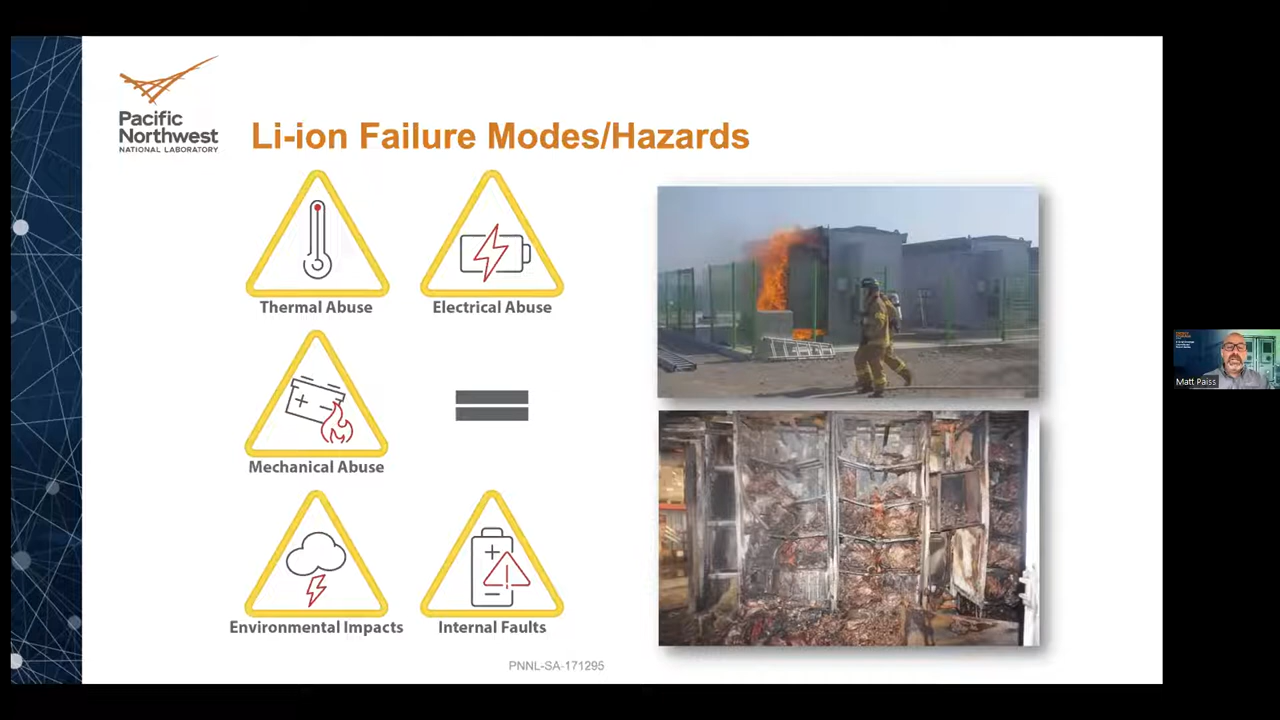 Pacific
Northwest
NATIONAL LABORATORY
Li-ion Failure Modes/Hazards
Thermal Abuse
Electrical Abuse
Mechanical Abuse
Environmental Impacts
Internal Faults
PNNL-SA-171295
Matt Paiss